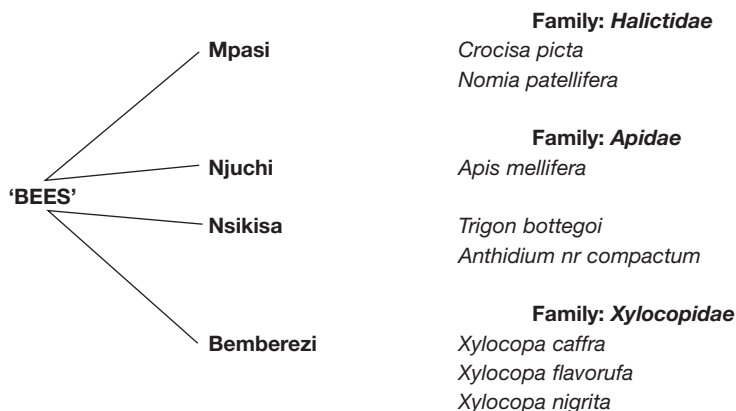 Family: Halictidae
Mpasi Crocisa picta
Nomia patellifera
Family: Apidae
Njuchi Apis mellifera
‘BEES’
Nsikisa Trigon bottegoi
Anthidium nr compactum
Family: Xylocopidae
Bemberezi Xylocopa caffra
Xylocopa flavorufa
Xylocopa nigrita